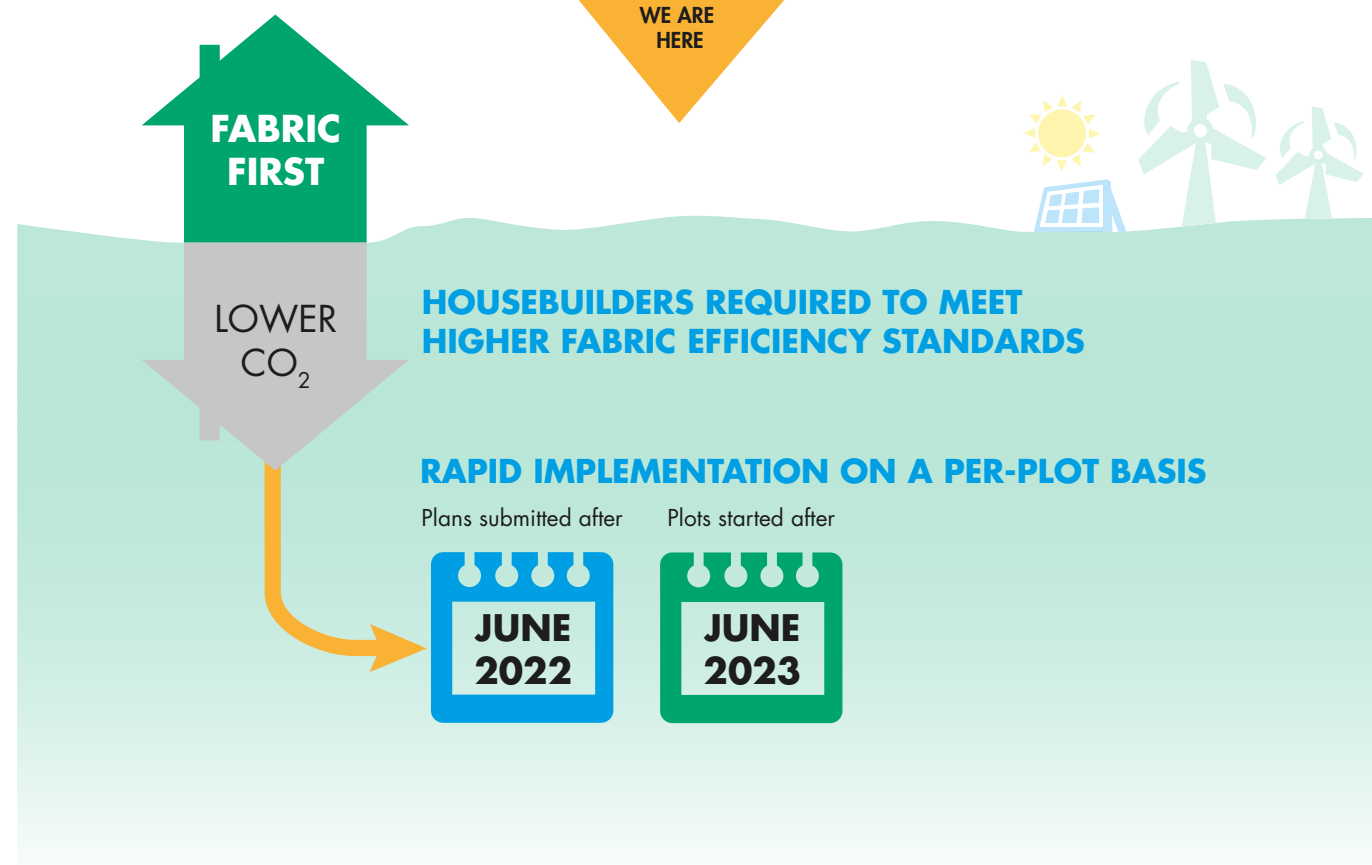 WE ARE
HERE
FABRIC
FIRST
LOWER
CO₂
HOUSEBUILDERS REQUIRED TO MEET
HIGHER FABRIC EFFICIENCY STANDARDS
RAPID IMPLEMENTATION ON A PER-PLOT BASIS
Plans submitted after
Plots started after
JUNE
2022
JUNE
2023